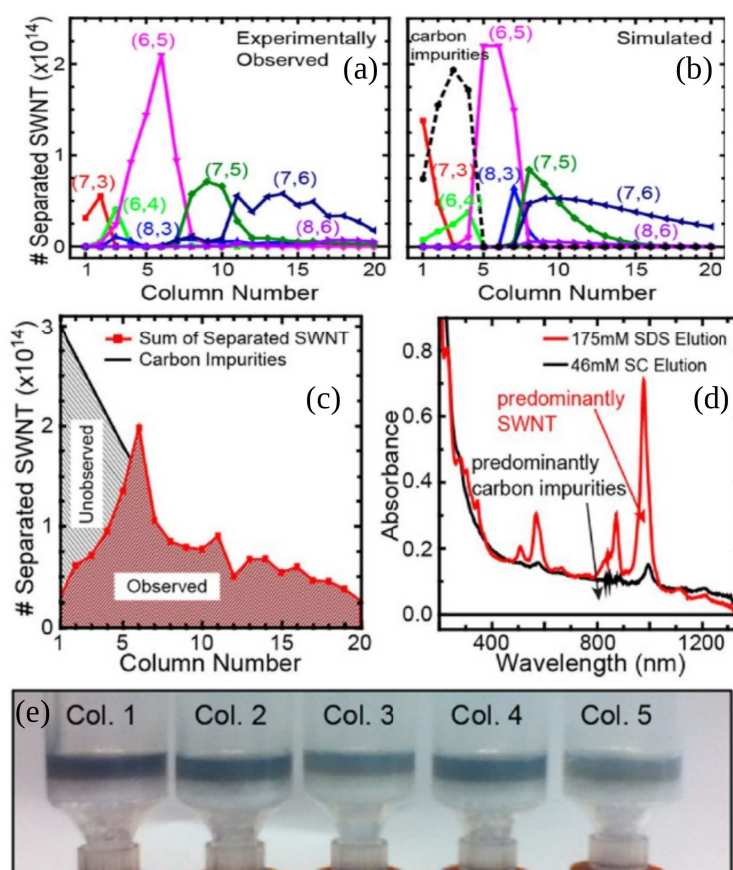 # Separated SWNT (x10¹⁴)
2
1
0
(6,5)
Experimentally
Observed
(a)
(7,3)
(6,4)
(8,3)
(7,5)
(7,6)
(8,6)
1 5 10 15 20
Column Number
carbon
impurities
(6,5)
Simulated
(b)
(7,3)
(8,3)
(6,4)
(7,5)
(7,6)
(8,6)
1 5 10 15 20
Column Number
# Separated SWNT (x10¹⁴)
3
2
1
0
Sum of Separated SWNT
Carbon Impurities
(c)
Unobserved
Observed
1 5 10 15 20
Column Number
Absorbance
0.8
0.6
0.4
0.2
0.0
175mM SDS Elution
46mM SC Elution
(d)
predominantly
SWNT
predominantly
carbon impurities
400 800 1200
Wavelength (nm)
(e)
Col. 1 Col. 2 Col. 3 Col. 4 Col. 5